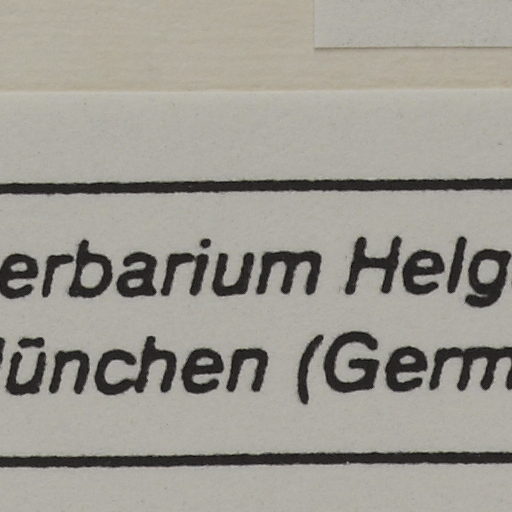 erbarium Helg
ünchen (Germ